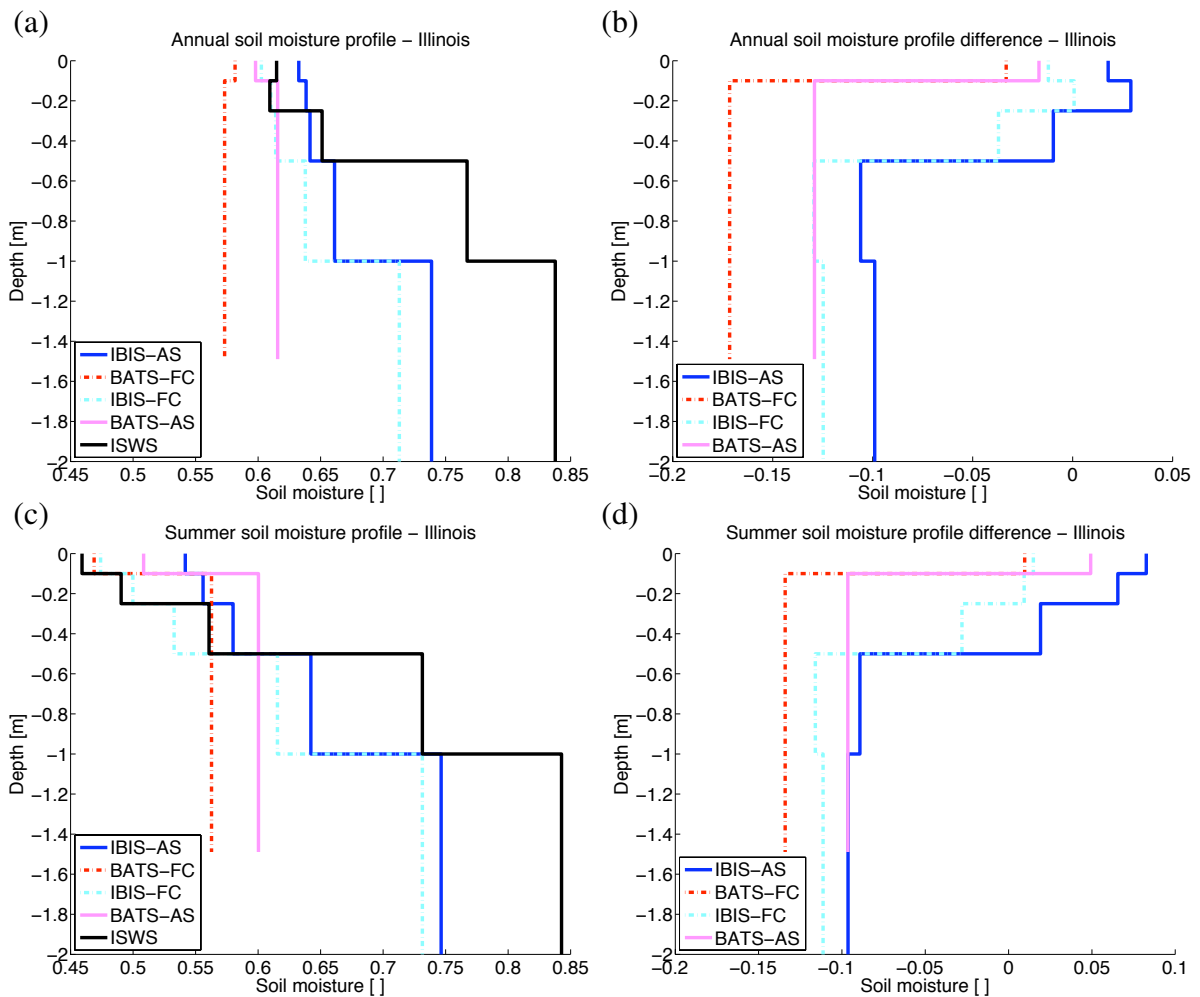 (a)
Annual soil moisture profile − Illinois
0
−0.2
−0.4
−0.6
−0.8
−1
−1.2
−1.4
−1.6
−1.8
−2
Depth [m]
IBIS−AS
BATS−FC
IBIS−FC
BATS−AS
ISWS
0.45 0.5 0.55 0.6 0.65 0.7 0.75 0.8 0.85
Soil moisture [ ]
(b)
Annual soil moisture profile difference − Illinois
0
−0.2
−0.4
−0.6
−0.8
−1
−1.2
−1.4
−1.6
−1.8
−2
Depth [m]
IBIS−AS
BATS−FC
IBIS−FC
BATS−AS
−0.2 −0.15 −0.1 −0.05 0 0.05
Soil moisture [ ]
(c)
Summer soil moisture profile − Illinois
0
−0.2
−0.4
−0.6
−0.8
−1
−1.2
−1.4
−1.6
−1.8
−2
Depth [m]
IBIS−AS
BATS−FC
IBIS−FC
BATS−AS
ISWS
0.45 0.5 0.55 0.6 0.65 0.7 0.75 0.8 0.85
Soil moisture [ ]
(d)
Summer soil moisture profile difference − Illinois
0
−0.2
−0.4
−0.6
−0.8
−1
−1.2
−1.4
−1.6
−1.8
−2
Depth [m]
IBIS−AS
BATS−FC
IBIS−FC
BATS−AS
−0.2 −0.15 −0.1 −0.05 0 0.05 0.1
Soil moisture [ ]